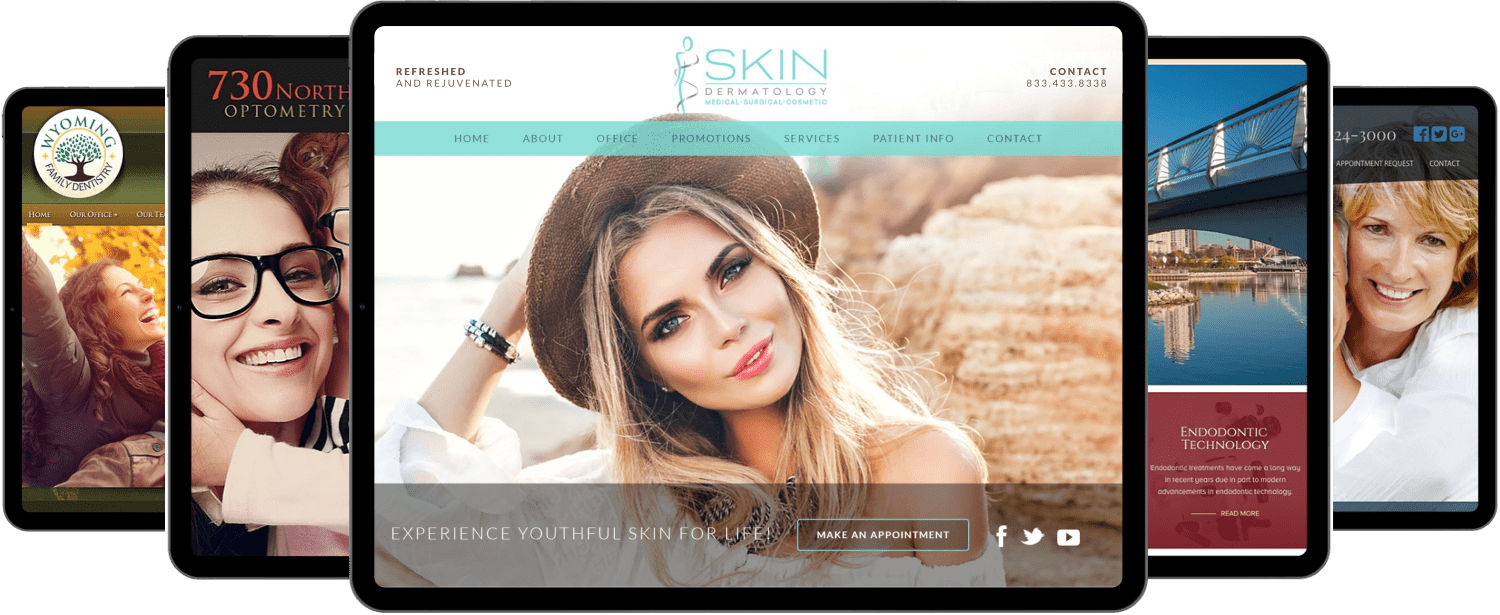 WYOMING
FAMILY DENTISTRY
HOME
OUR OFFICE
730 NORTH
OPTOMETRY
REFRESHED
AND REJUVENATED
SKIN
DERMATOLOGY
MEDICAL·SURGICAL·COSMETIC
CONTACT
833.433.8338
HOME ABOUT OFFICE PROMOTIONS SERVICES PATIENT INFO CONTACT
EXPERIENCE YOUTHFUL SKIN FOR LIFE!
MAKE AN APPOINTMENT
ENDODONTIC
TECHNOLOGY
Endodontic treatments have come a long way
in recent years due in part to modern
advancements in endodontic technology.
READ MORE
24-3000
APPOINTMENT REQUEST CONTACT